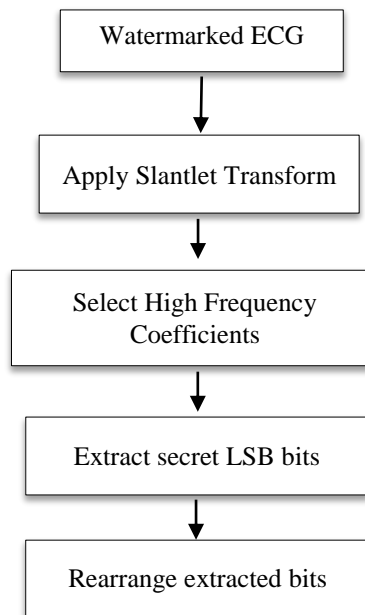 Watermarked ECG
Apply Slantlet Transform
Select High Frequency
Coefficients
Extract secret LSB bits
Rearrange extracted bits